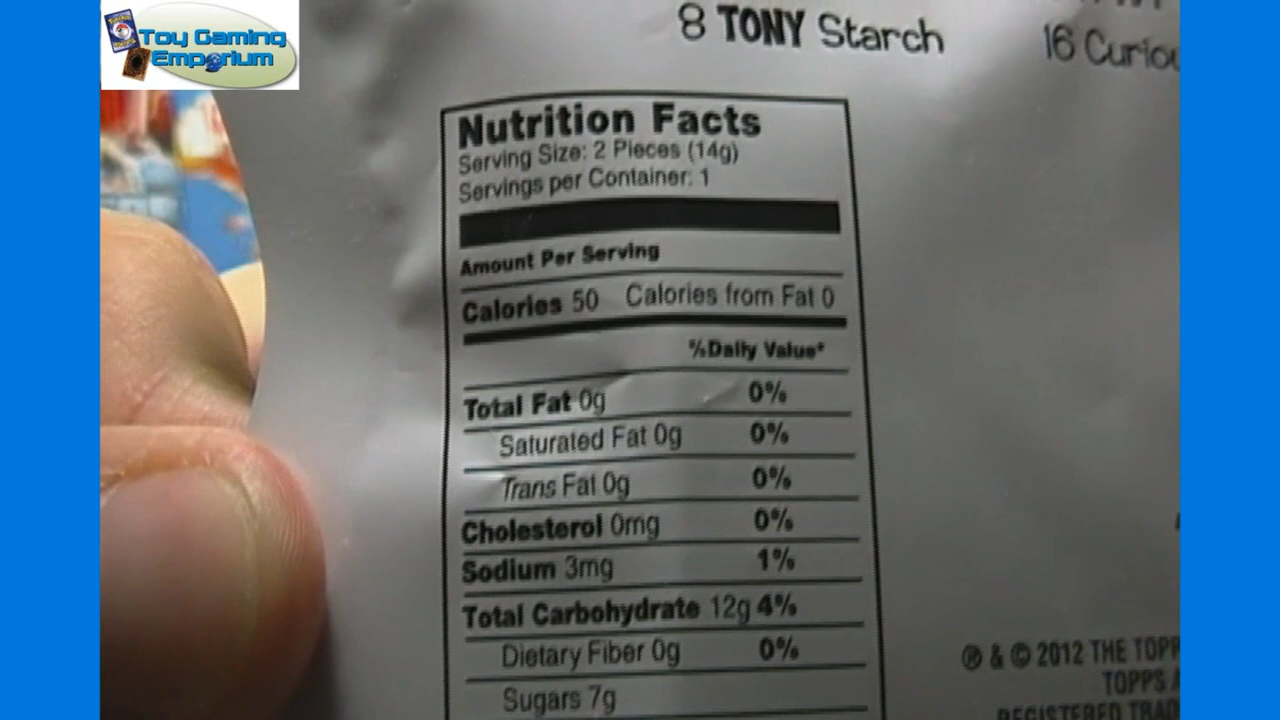 Toy Gaming
Emporium
8 TONY Starch
16 Curiou
Nutrition Facts
Serving Size: 2 Pieces (14g)
Servings per Container: 1
Amount Per Serving
Calories 50 Calories from Fat 0
%Daily Value*
Total Fat 0g 0%
Saturated Fat 0g 0%
Trans Fat 0g 0%
Cholesterol 0mg 0%
Sodium 3mg 1%
Total Carbohydrate 12g 4%
Dietary Fiber 0g 0%
Sugars 7g
® & © 2012 THE TOPP
TOPPS
REGISTERED TRAD